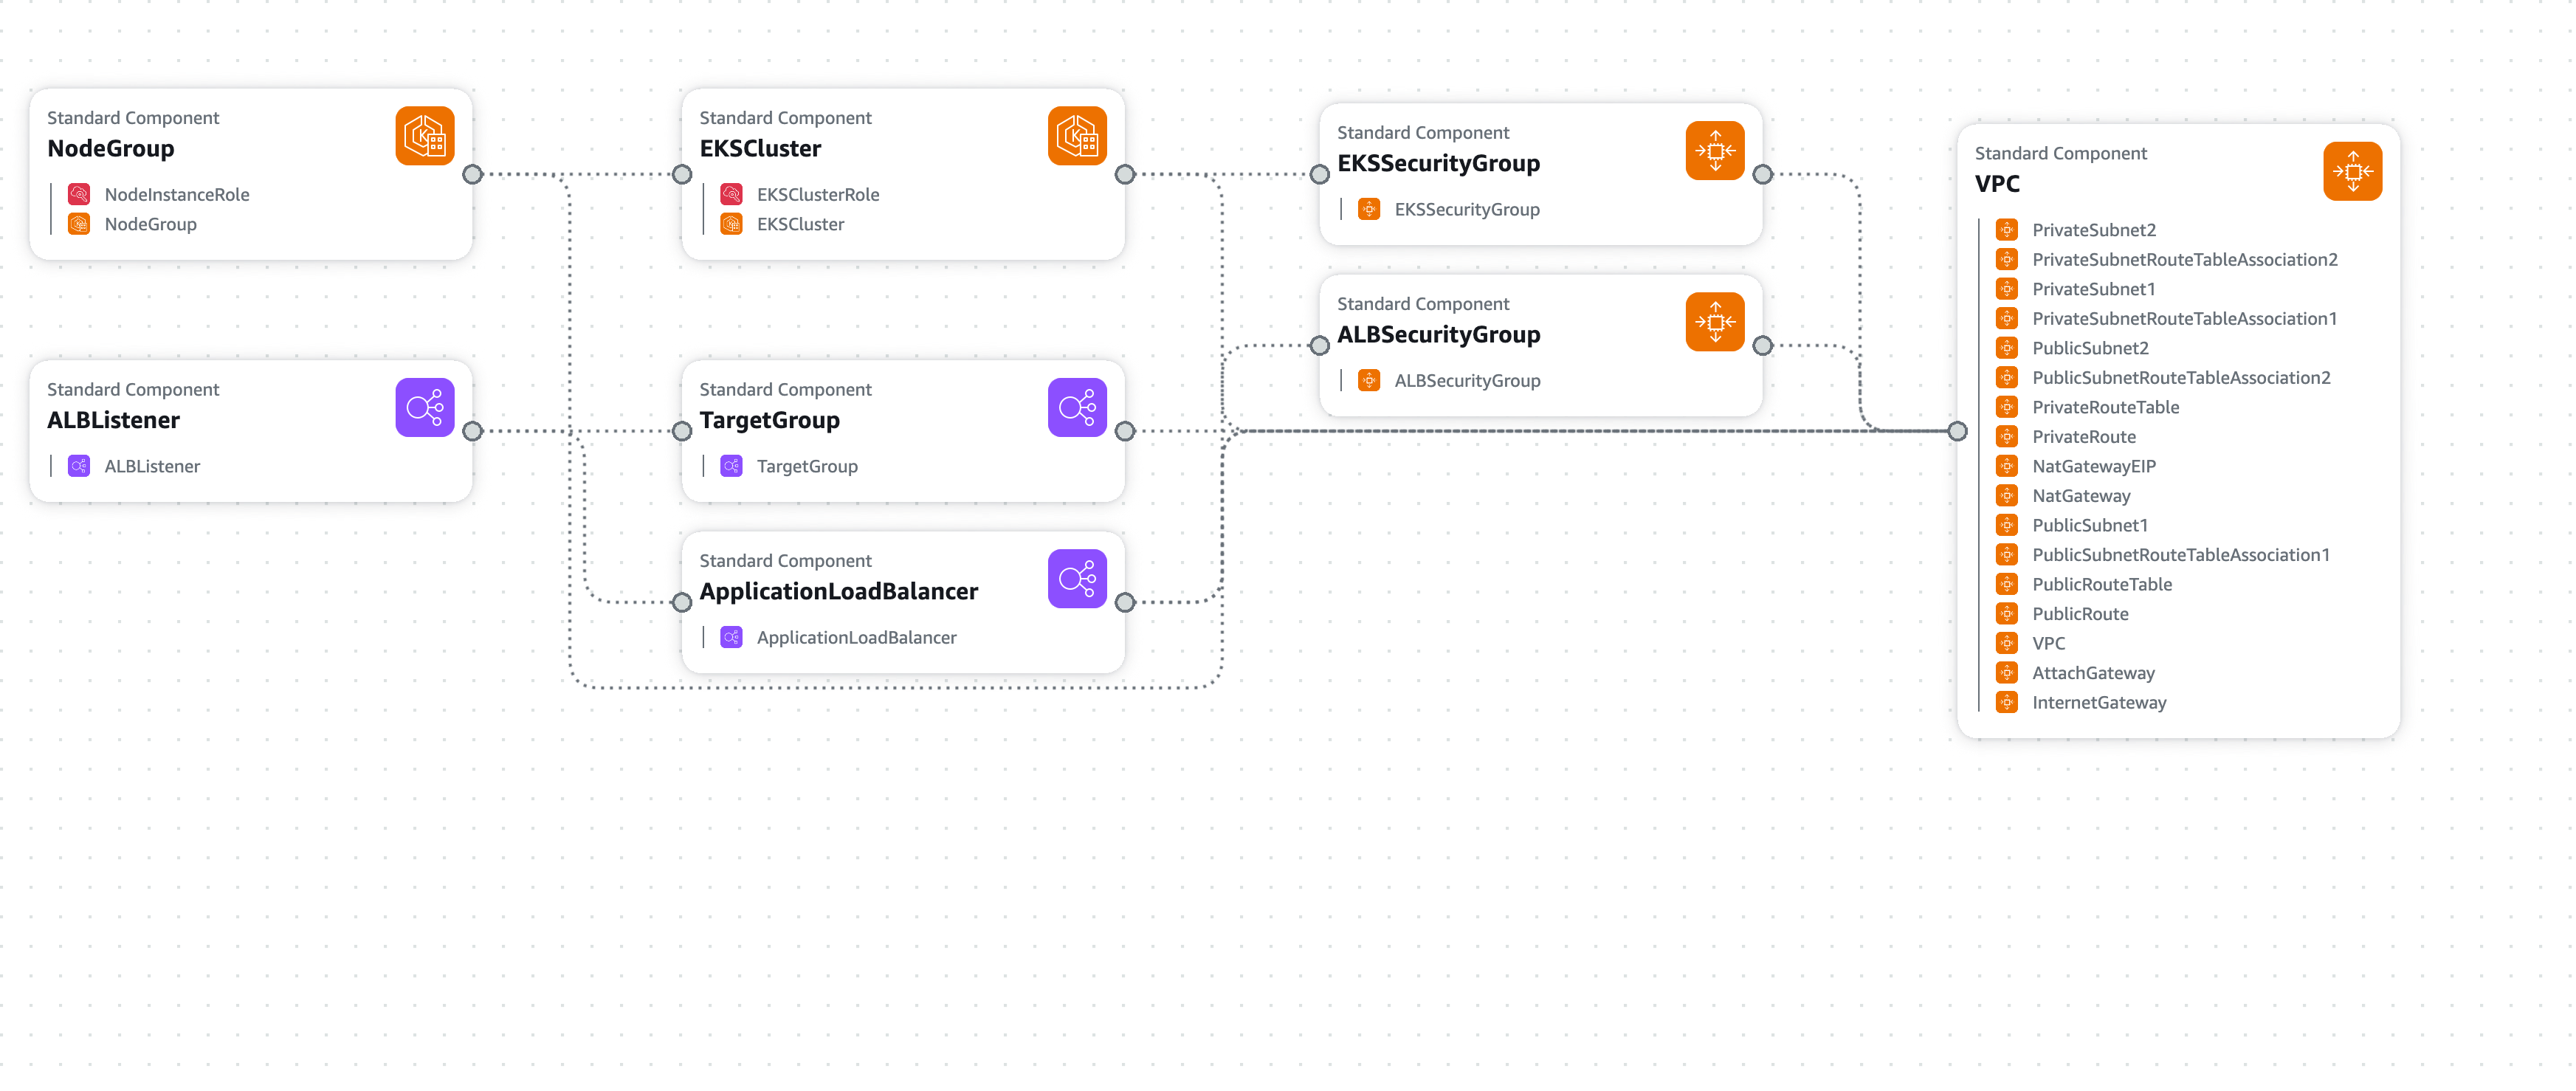 Standard Component
NodeGroup
NodeInstanceRole
NodeGroup
Standard Component
EKSCluster
EKSClusterRole
EKSCluster
Standard Component
EKSSecurityGroup
EKSSecurityGroup
Standard Component
ALBSecurityGroup
ALBSecurityGroup
Standard Component
ALBListener
ALBListener
Standard Component
TargetGroup
TargetGroup
Standard Component
ApplicationLoadBalancer
ApplicationLoadBalancer
Standard Component
VPC
PrivateSubnet2
PrivateSubnetRouteTableAssociation2
PrivateSubnet1
PrivateSubnetRouteTableAssociation1
PublicSubnet2
PublicSubnetRouteTableAssociation2
PrivateRouteTable
PrivateRoute
NatGatewayEIP
NatGateway
PublicSubnet1
PublicSubnetRouteTableAssociation1
PublicRouteTable
PublicRoute
VPC
AttachGateway
InternetGateway